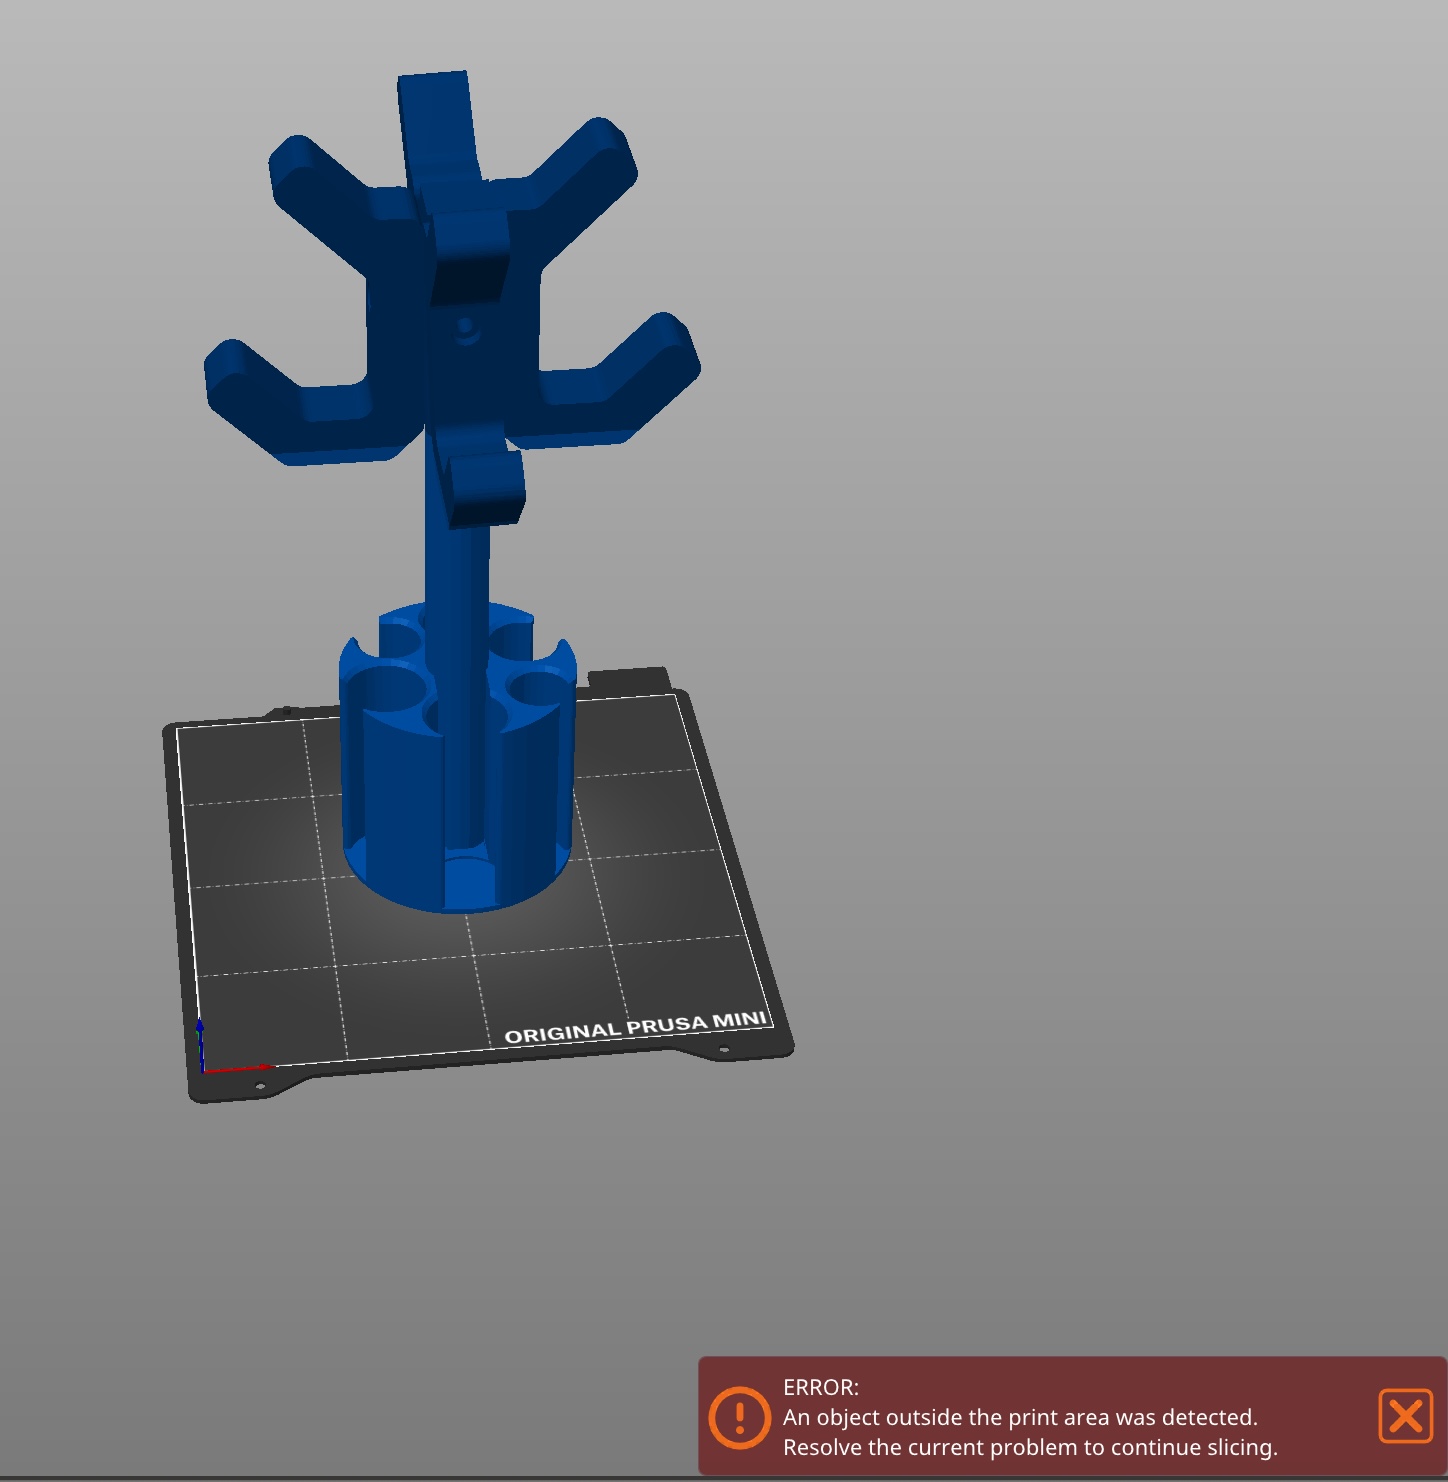 ORIGINAL PRUSA MINI
ERROR:
An object outside the print area was detected.
Resolve the current problem to continue slicing.